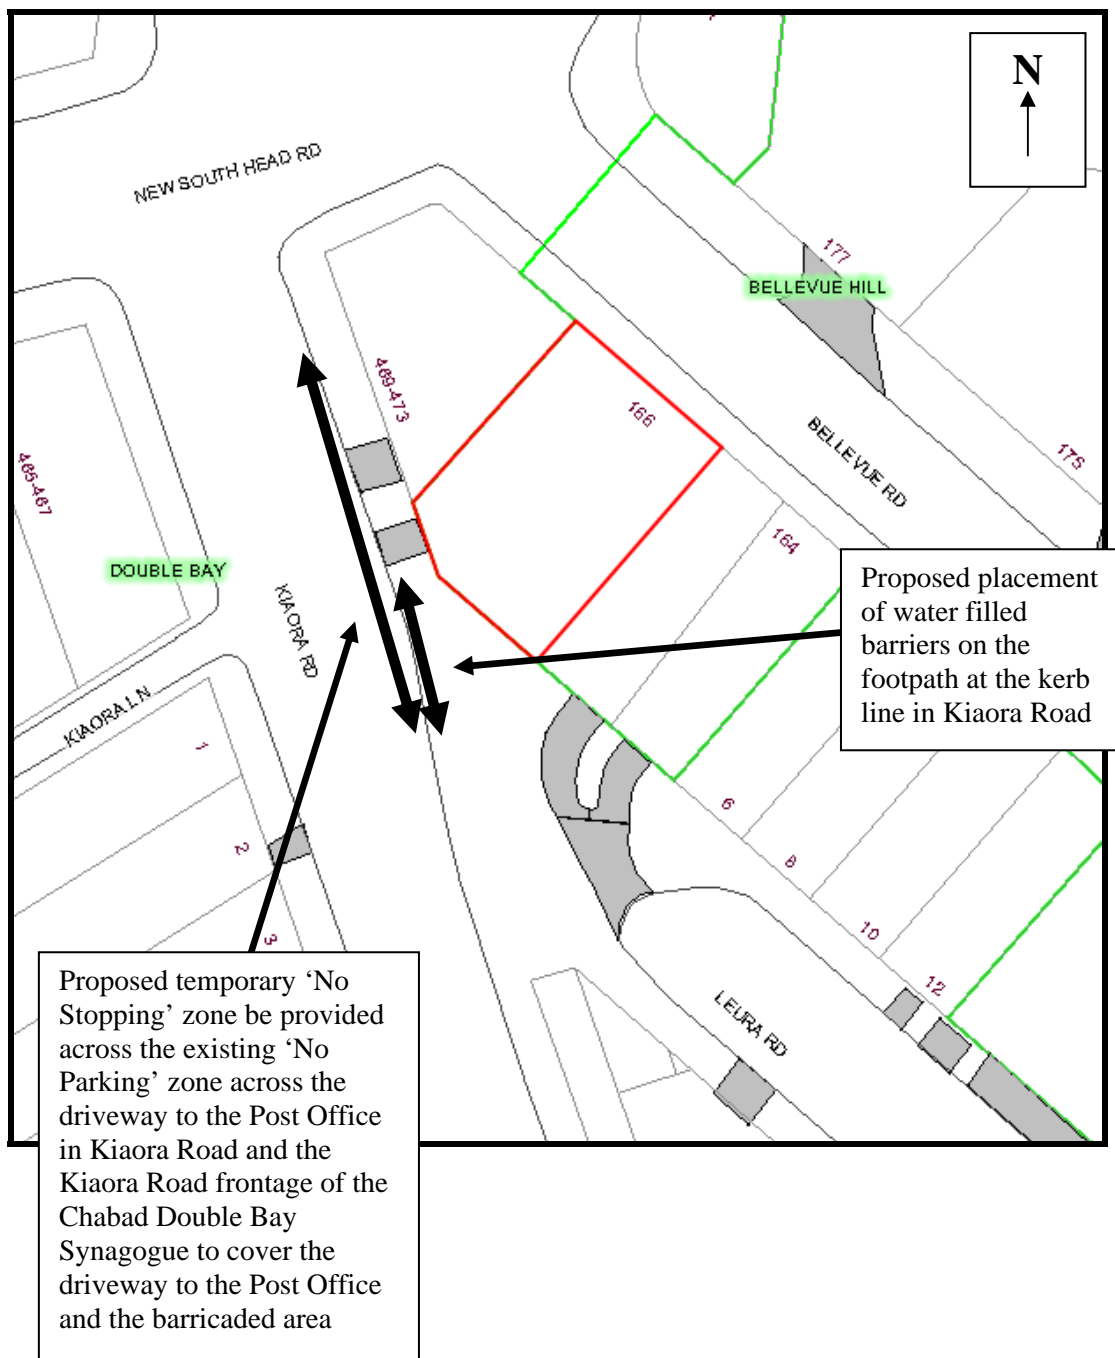 N
NEW SOUTH HEAD RD
177
BELLEVUE HILL
469-473
166
BELLEVUE RD
175
465-467
164
DOUBLE BAY
KIAORA RD
Proposed placement
of water filled
barriers on the
footpath at the kerb
line in Kiaora Road
KIAORA LN
1
2
3
6
8
10
12
LEURA RD
Proposed temporary ‘No
Stopping’ zone be provided
across the existing ‘No
Parking’ zone across the
driveway to the Post Office
in Kiaora Road and the
Kiaora Road frontage of the
Chabad Double Bay
Synagogue to cover the
driveway to the Post Office
and the barricaded area